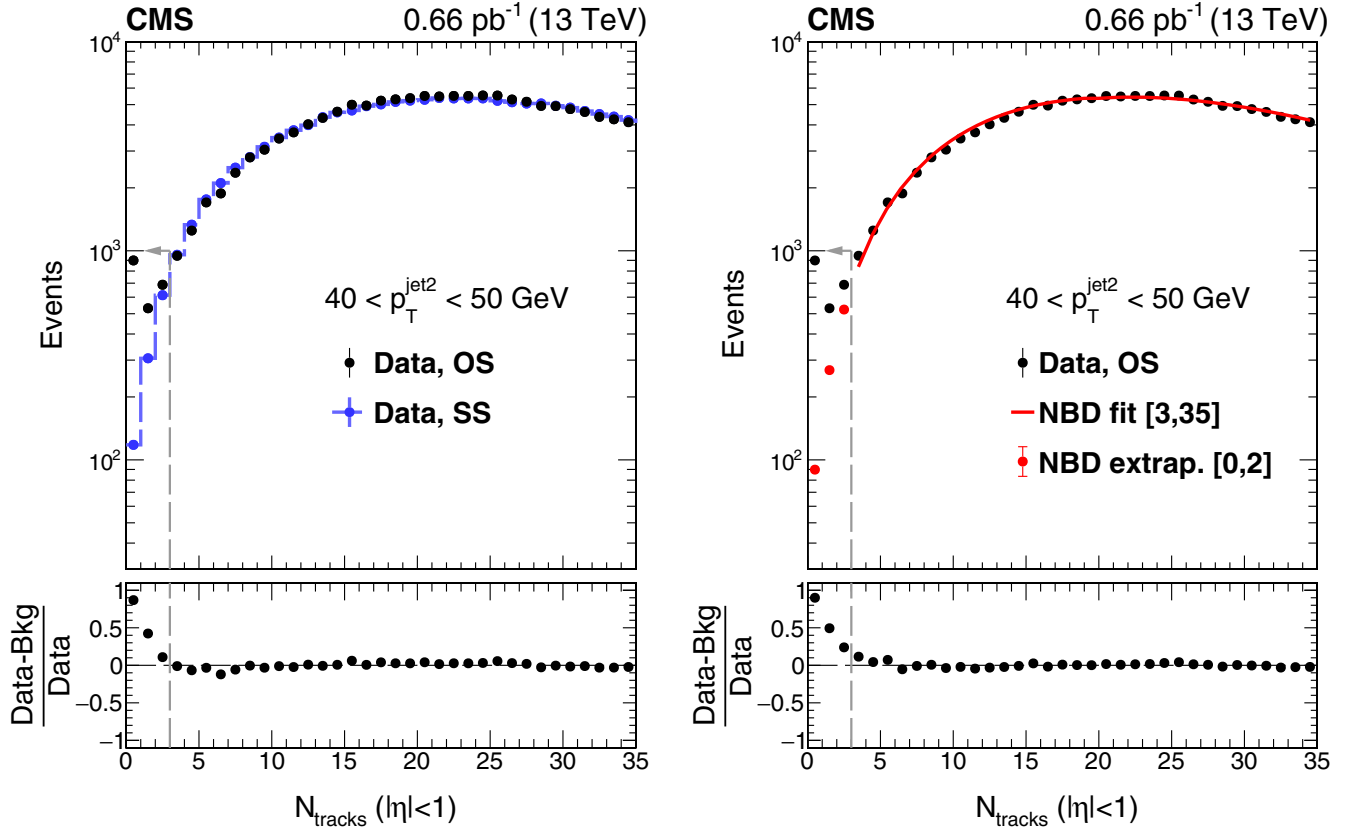 CMS 0.66 pb⁻¹ (13 TeV)
10⁴
10³
10²
Events
40 < p_T^jet2 < 50 GeV
Data, OS
Data, SS
1
0.5
0
−0.5
−1
Data-Bkg
Data
0 5 10 15 20 25 30 35
N_tracks (|η|<1)
CMS 0.66 pb⁻¹ (13 TeV)
10⁴
10³
10²
Events
40 < p_T^jet2 < 50 GeV
Data, OS
NBD fit [3,35]
NBD extrap. [0,2]
1
0.5
0
−0.5
−1
Data-Bkg
Data
0 5 10 15 20 25 30 35
N_tracks (|η|<1)